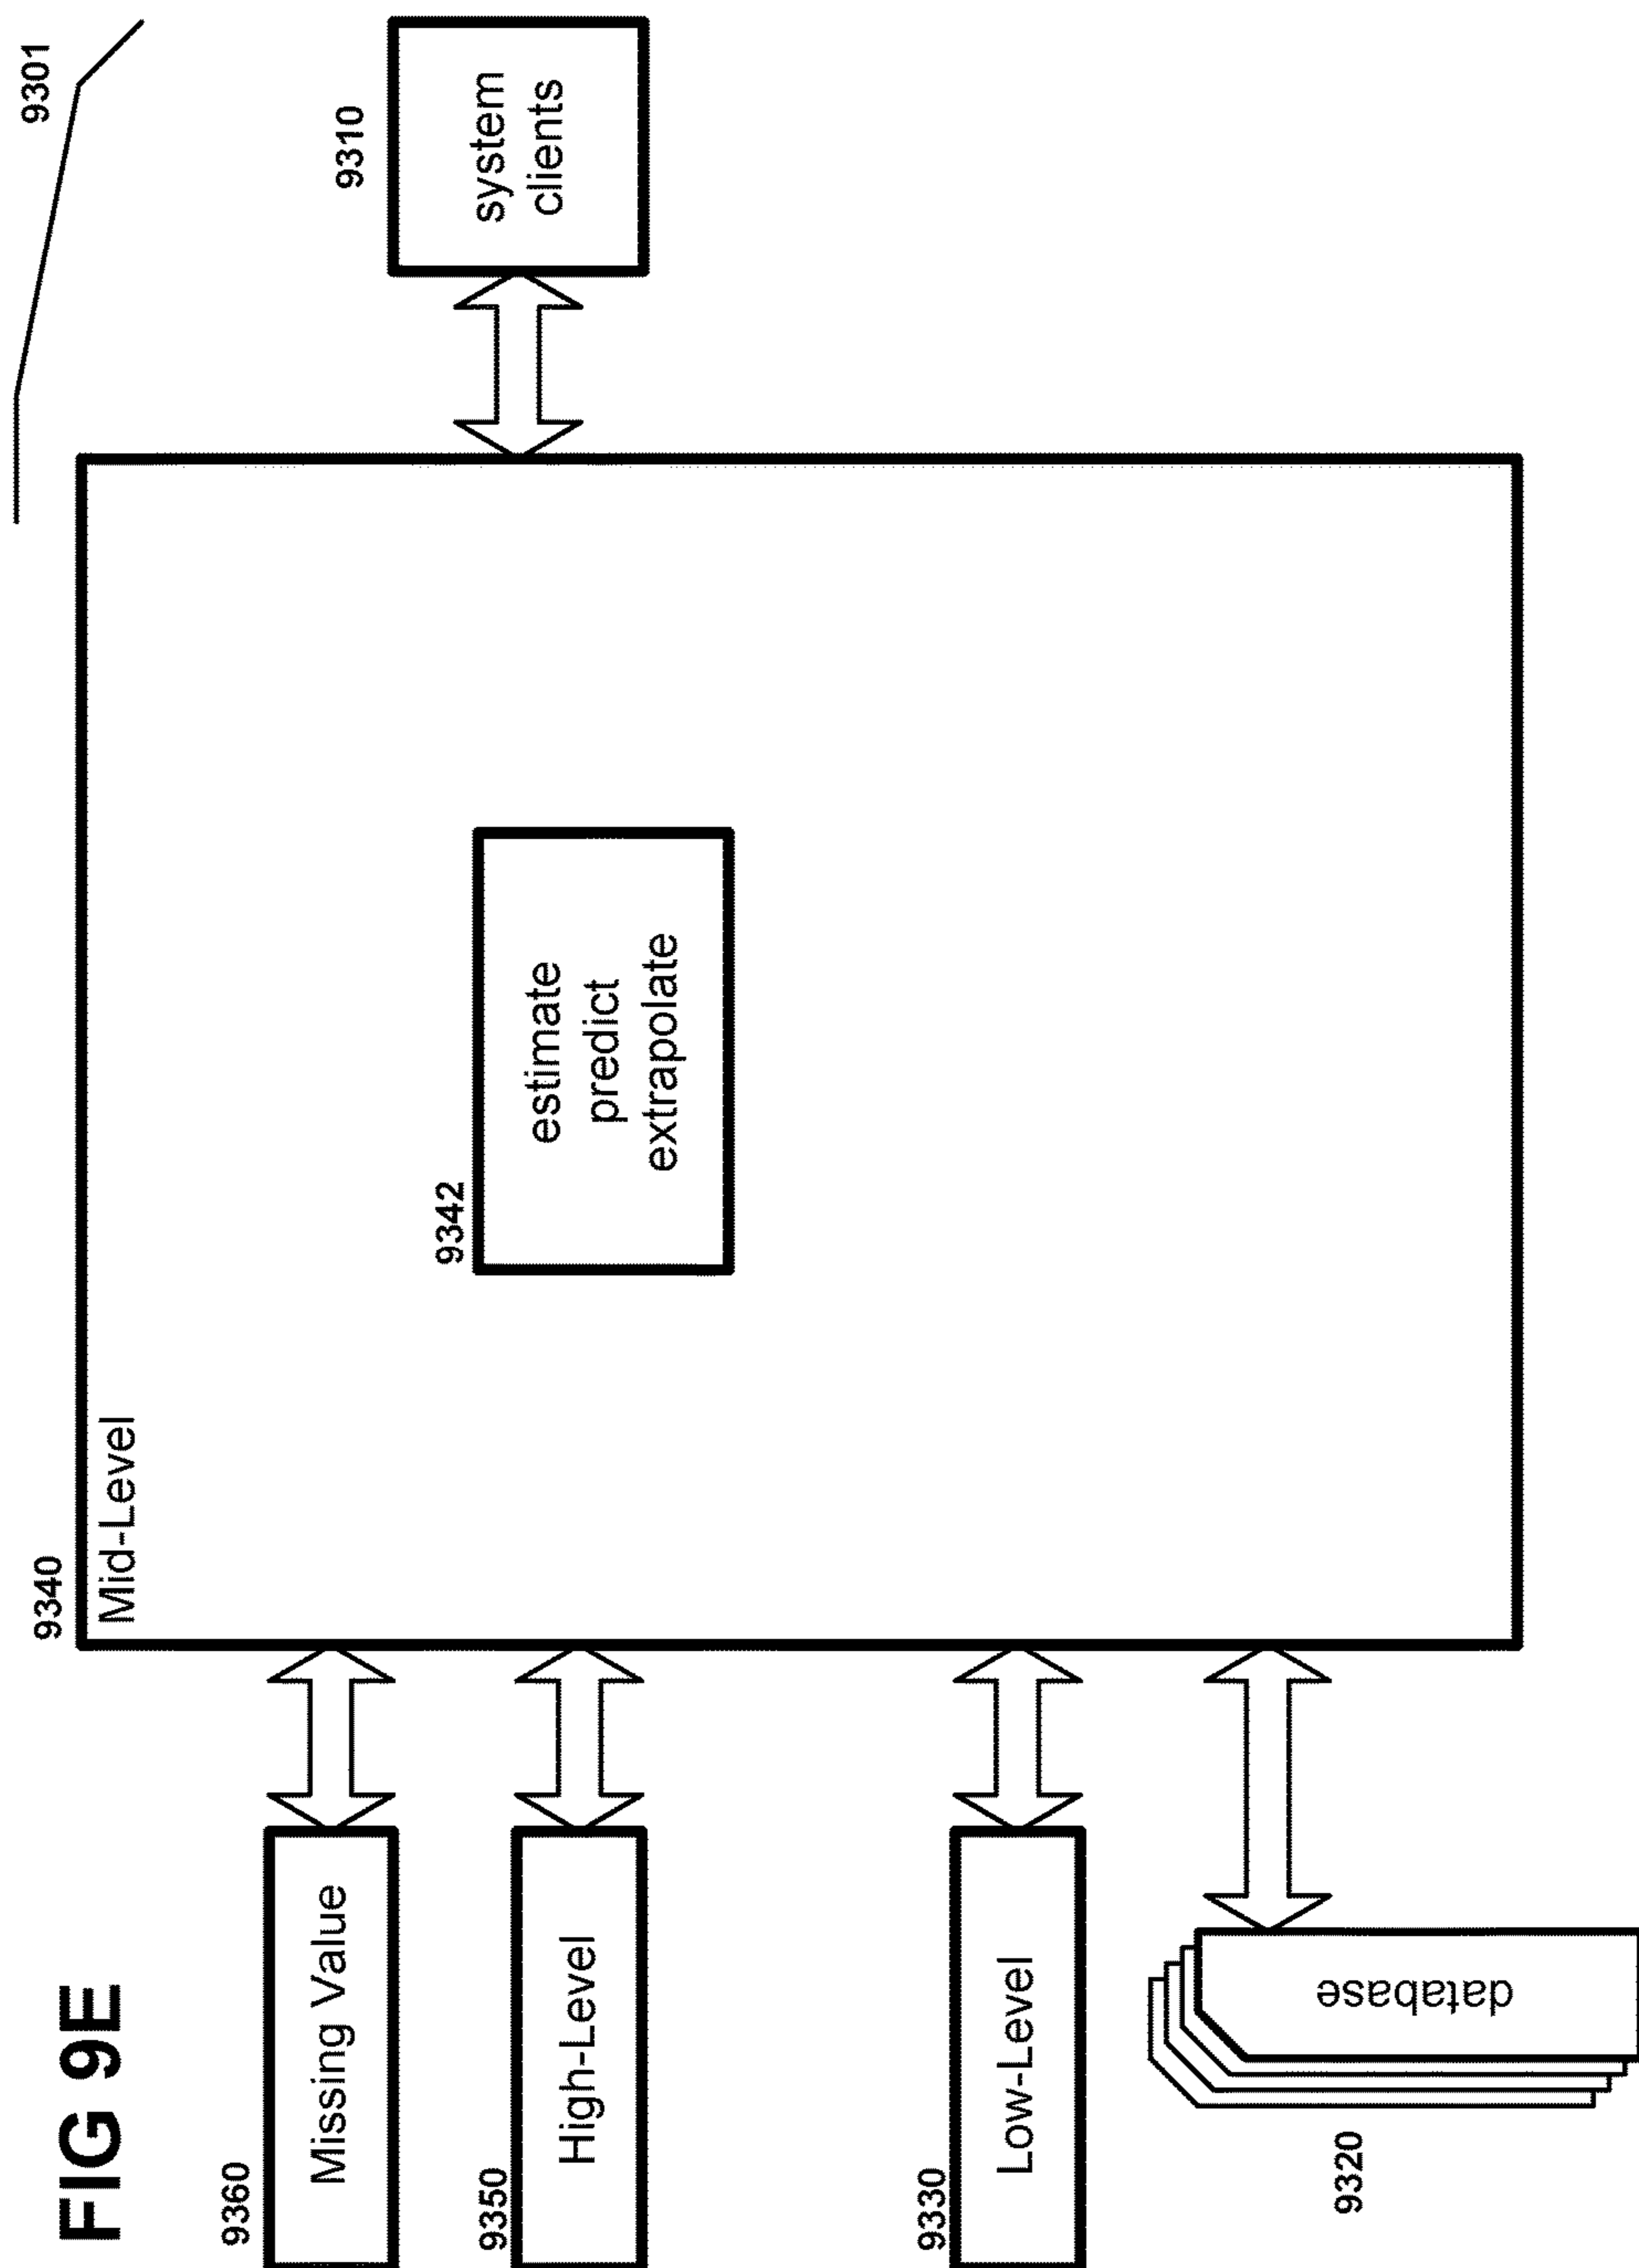 FIG 9E
9301
9340
Mid-Level
9360
Missing Value
9310
system
clients
9350
High-Level
9342
estimate
predict
extrapolate
9330
Low-Level
9320
database